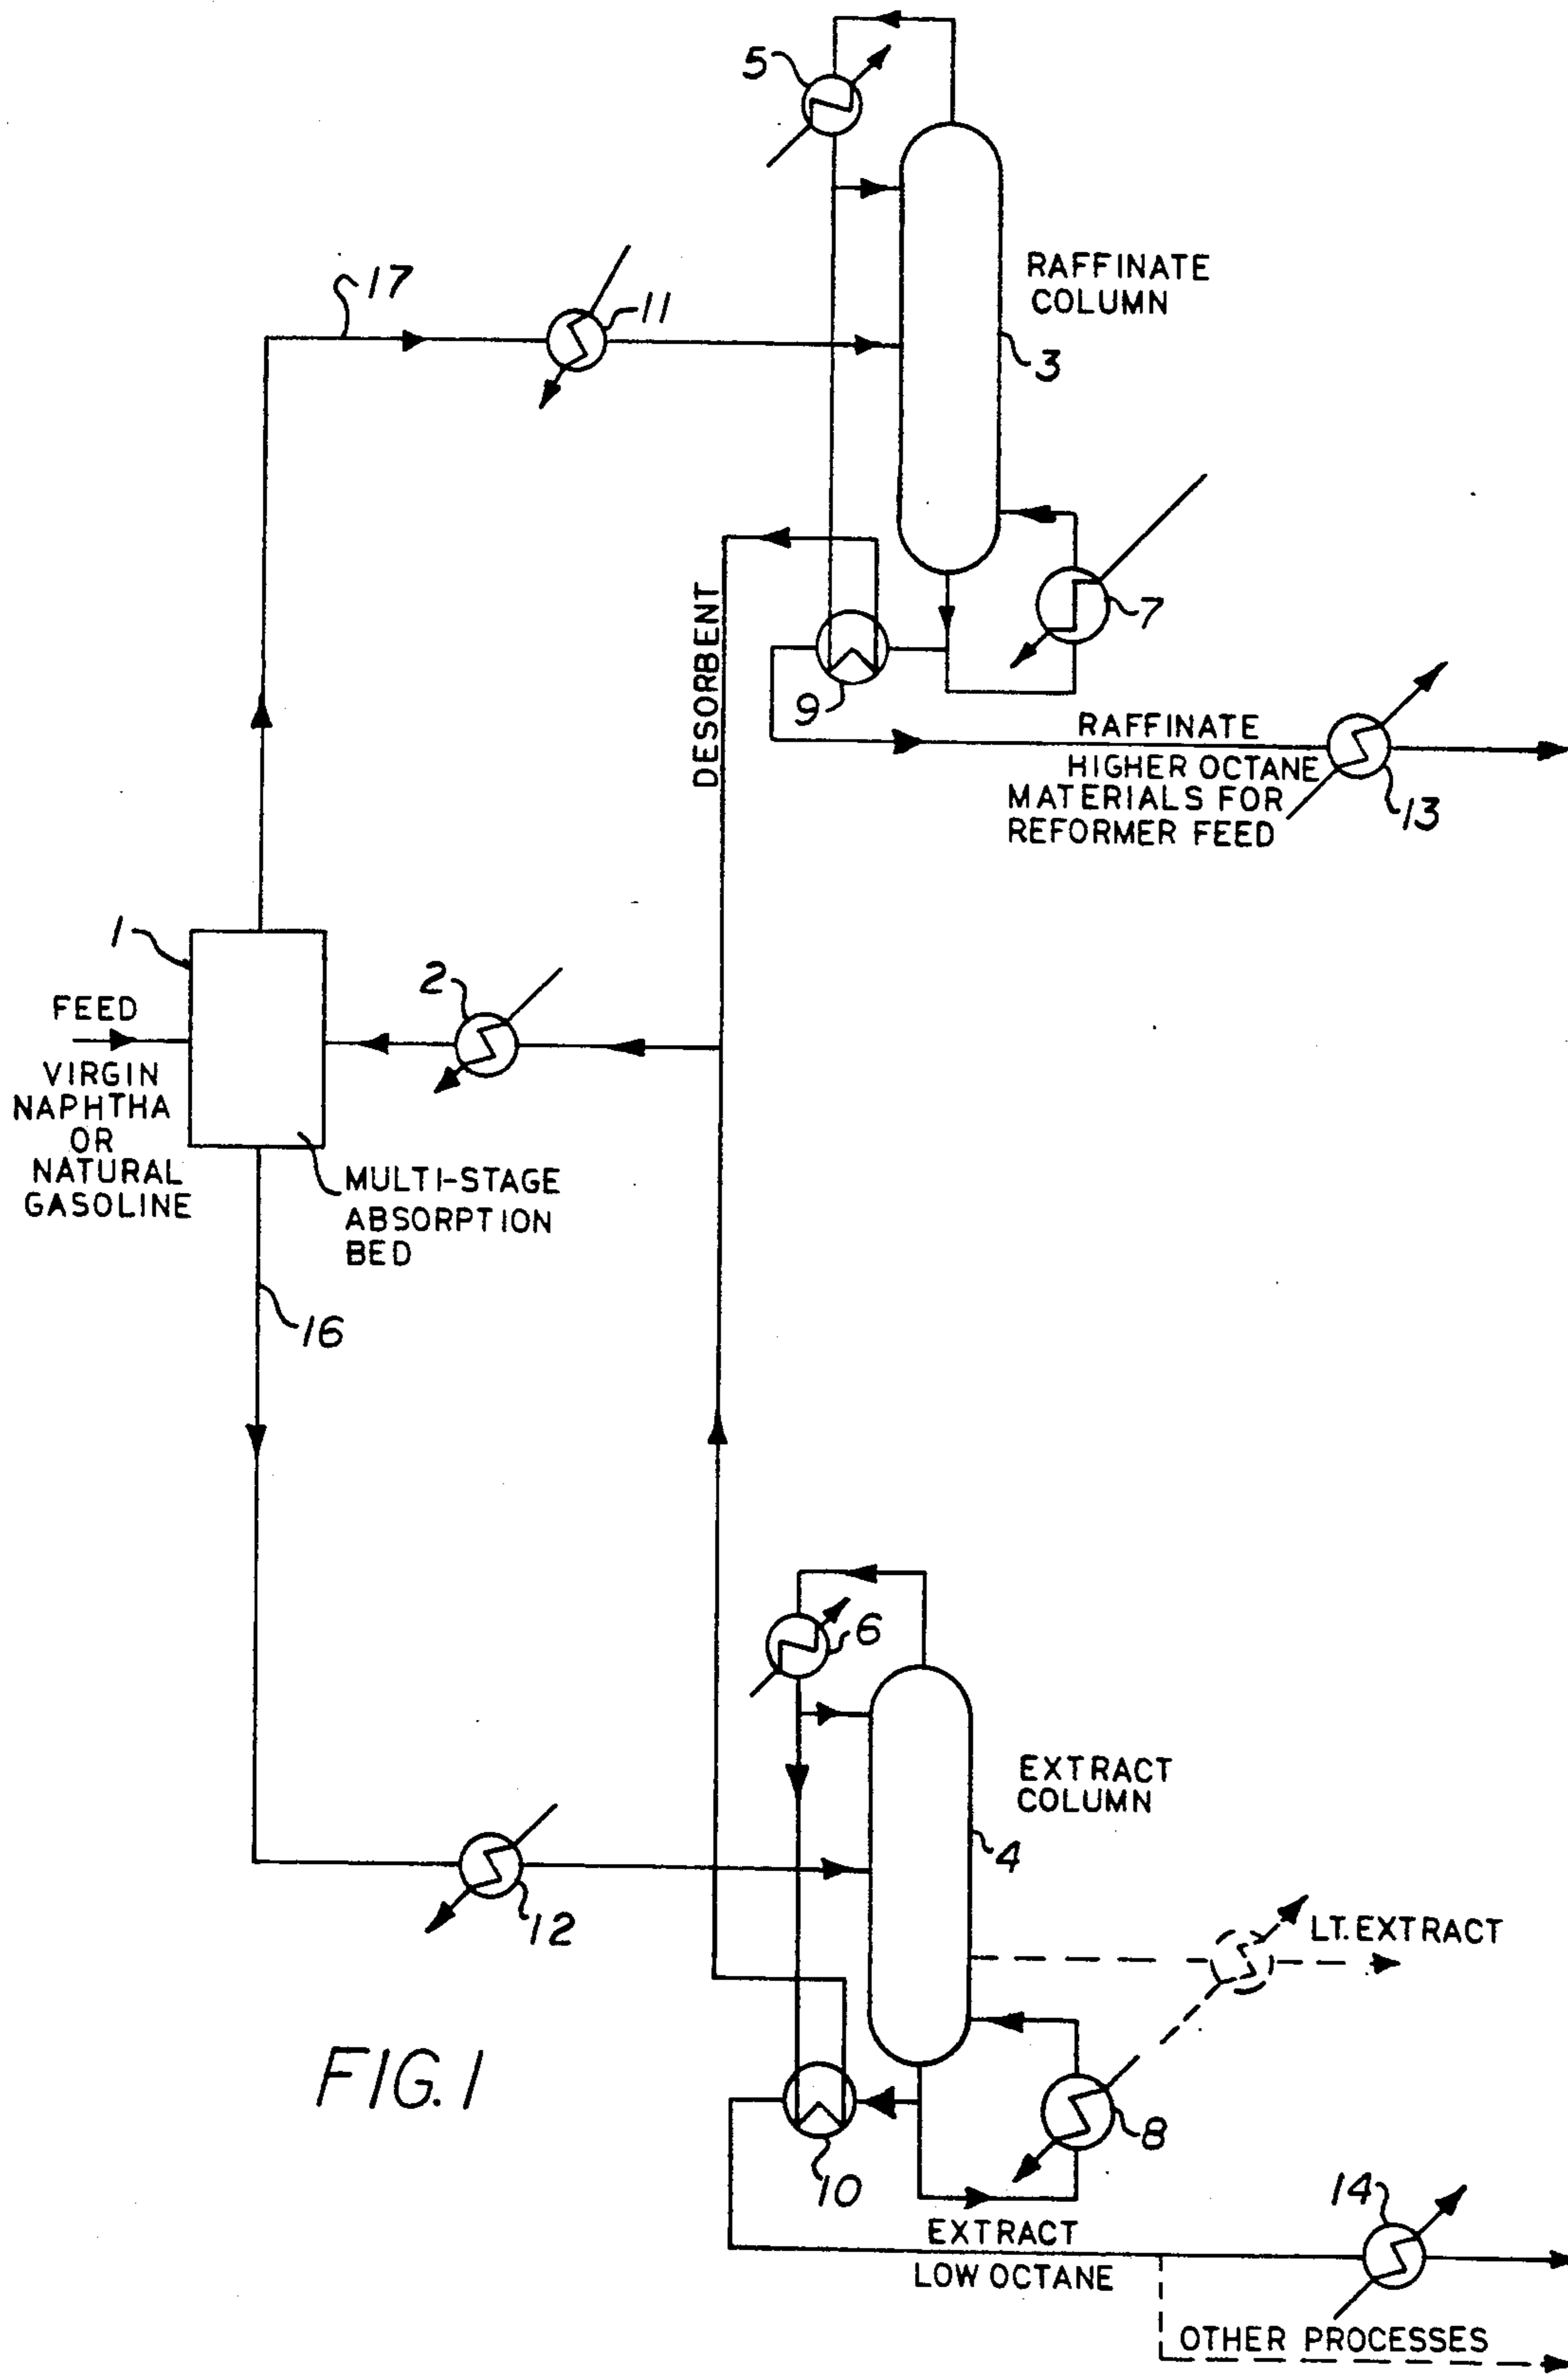 5
17
11
RAFFINATE
COLUMN
3
7
DESORBENT
9
RAFFINATE
HIGHER OCTANE
MATERIALS FOR
REFORMER FEED
13
1
2
FEED
VIRGIN
NAPHTHA
OR
NATURAL
GASOLINE
MULTI-STAGE
ABSORPTION
BED
16
6
EXTRACT
COLUMN
4
12
LT. EXTRACT
FIG. 1
8
10
14
EXTRACT
LOW OCTANE
OTHER PROCESSES